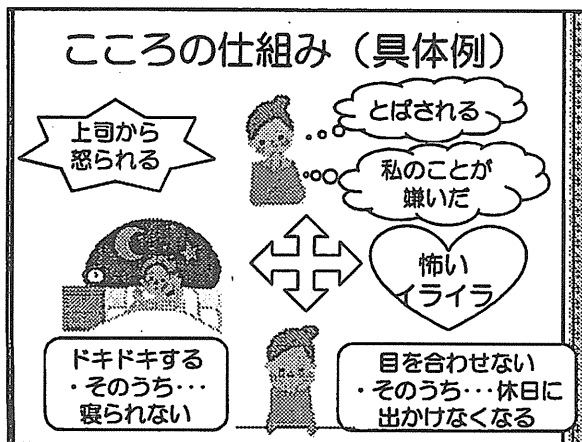 こころの仕組み（具体例）
上司から
怒られる
とばされる
私のことが
嫌いだ
怖い
イライラ
ドキドキする
・そのうち・・・
寝られない
目を合わせない
・そのうち・・・休日に
出かけなくなる